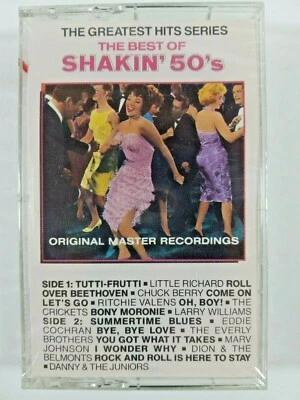 THE GREATEST HITS SERIES
THE BEST OF
SHAKIN' 50's
ORIGINAL MASTER RECORDINGS
SIDE 1: TUTTI-FRUTTI ▪ LITTLE RICHARD ROLL
OVER BEETHOVEN ▪ CHUCK BERRY COME ON
LET'S GO ▪ RITCHIE VALENS OH, BOY! ▪ THE
CRICKETS BONY MORONIE ▪ LARRY WILLIAMS
SIDE 2: SUMMERTIME BLUES ▪ EDDIE
COCHRAN BYE, BYE LOVE ▪ THE EVERLY
BROTHERS YOU GOT WHAT IT TAKES ▪ MARV
JOHNSON I WONDER WHY ▪ DION & THE
BELMONTS ROCK AND ROLL IS HERE TO STAY
▪ DANNY & THE JUNIORS